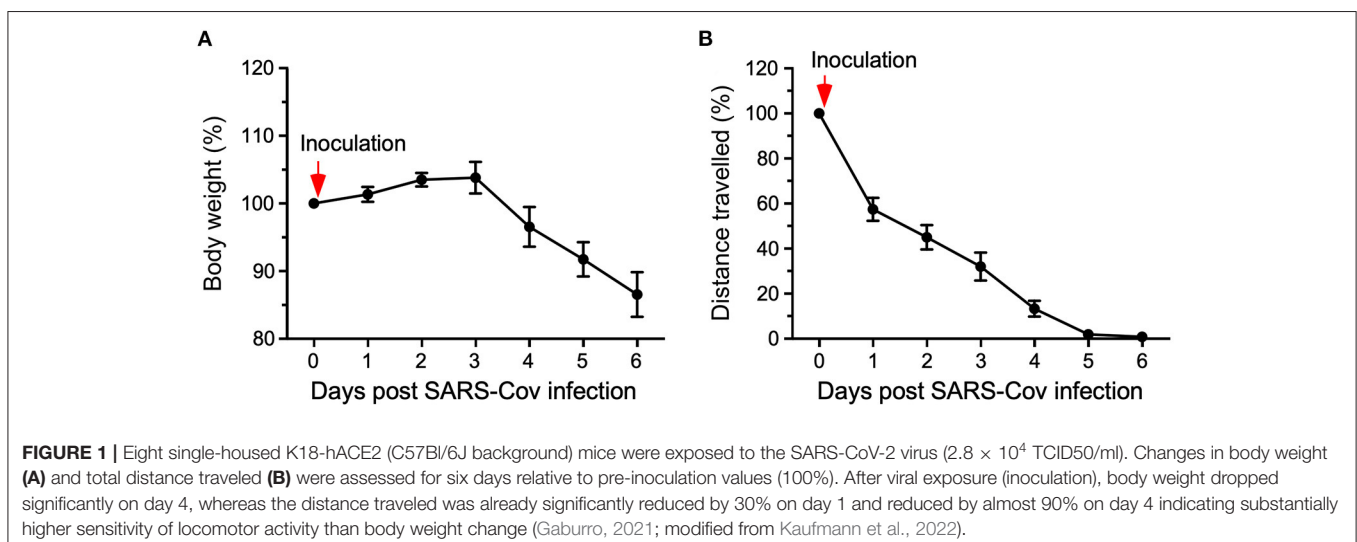 A
120
110
100
90
80
Body weight (%)
Inoculation
0 1 2 3 4 5 6
Days post SARS-Cov infection
B
120
100
80
60
40
20
0
Distance travelled (%)
Inoculation
0 1 2 3 4 5 6
Days post SARS-Cov infection
FIGURE 1 | Eight single-housed K18-hACE2 (C57Bl/6J background) mice were exposed to the SARS-CoV-2 virus (2.8 × 10⁴ TCID50/ml). Changes in body weight
(A) and total distance traveled (B) were assessed for six days relative to pre-inoculation values (100%). After viral exposure (inoculation), body weight dropped
significantly on day 4, whereas the distance traveled was already significantly reduced by 30% on day 1 and reduced by almost 90% on day 4 indicating substantially
higher sensitivity of locomotor activity than body weight change (Gaburro, 2021; modified from Kaufmann et al., 2022).